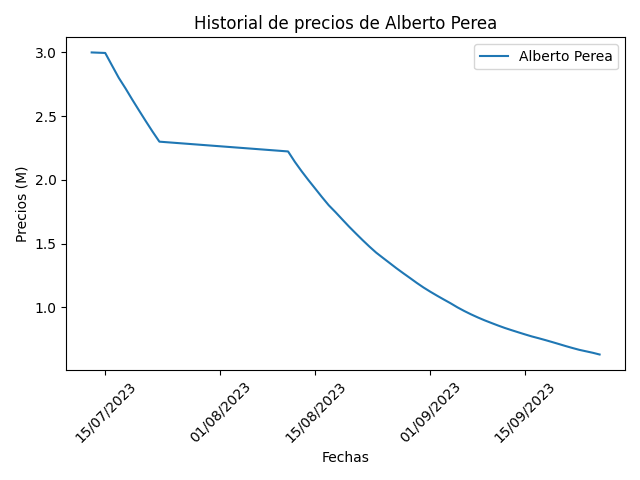 Historial de precios de Alberto Perea
Alberto Perea
Precios (M)
3.0
2.5
2.0
1.5
1.0
15/07/2023
01/08/2023
15/08/2023
01/09/2023
15/09/2023
Fechas